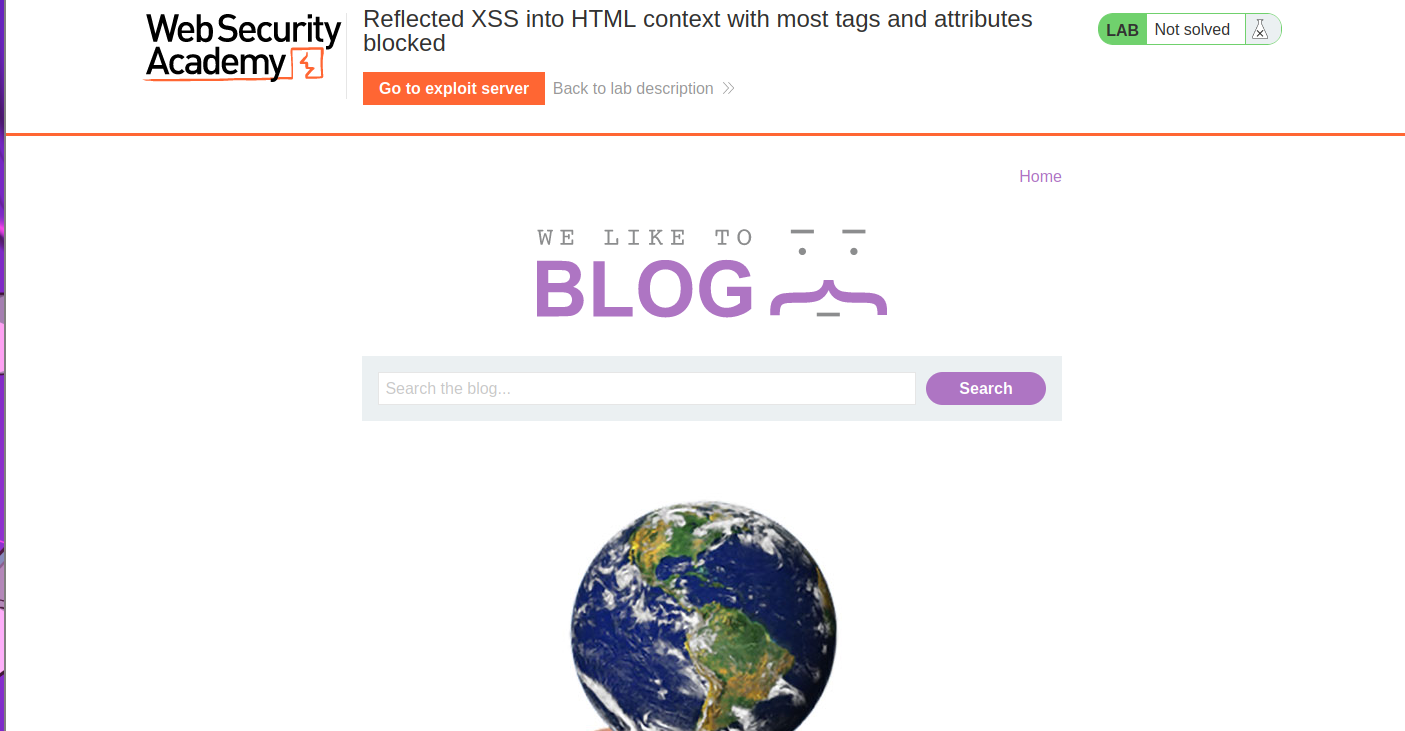 Web Security
Academy
Reflected XSS into HTML context with most tags and attributes
blocked
Go to exploit server
Back to lab description
LAB
Not solved
Home
WE LIKE TO
BLOG
Search the blog...
Search